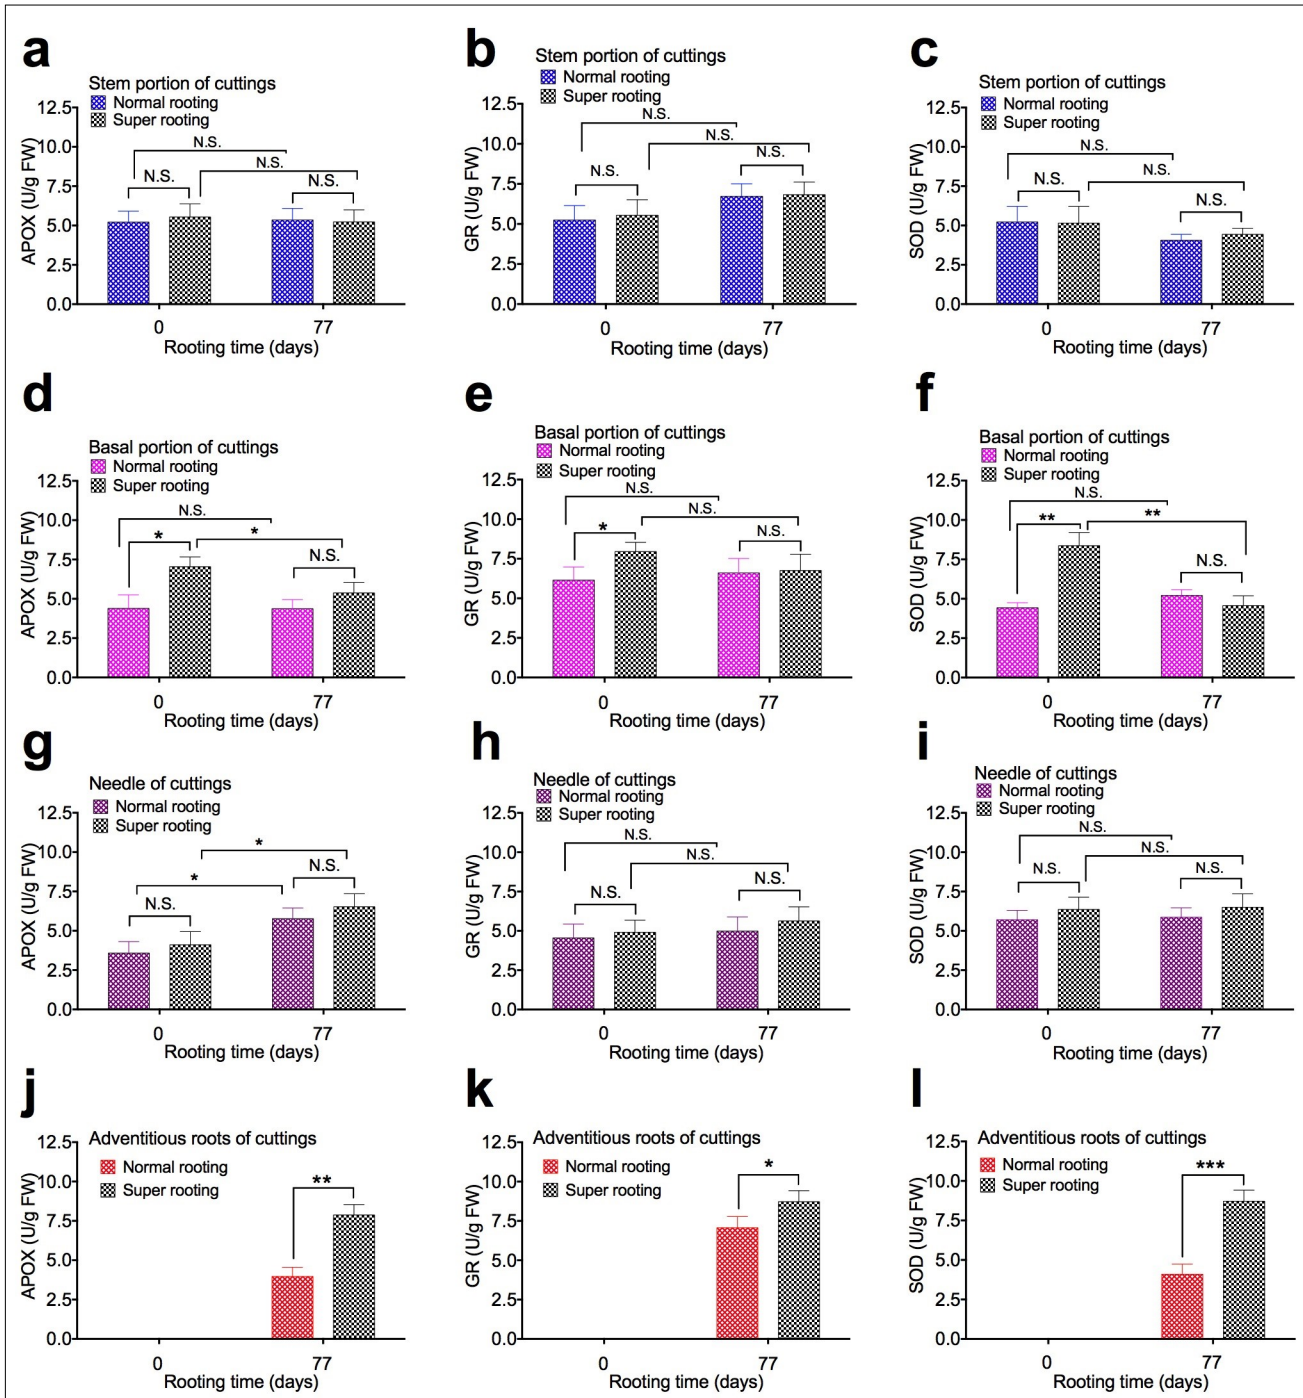 a
Stem portion of cuttings
Normal rooting
Super rooting
APOX (U/g FW)
12.5
10.0
7.5
5.0
2.5
0.0
N.S.
N.S.
N.S.
N.S.
0
77
Rooting time (days)
b
Stem portion of cuttings
Normal rooting
Super rooting
GR (U/g FW)
12.5
10.0
7.5
5.0
2.5
0.0
N.S.
N.S.
N.S.
N.S.
0
77
Rooting time (days)
c
Stem portion of cuttings
Normal rooting
Super rooting
SOD (U/g FW)
12.5
10.0
7.5
5.0
2.5
0.0
N.S.
N.S.
N.S.
N.S.
0
77
Rooting time (days)
d
Basal portion of cuttings
Normal rooting
Super rooting
APOX (U/g FW)
12.5
10.0
7.5
5.0
2.5
0.0
N.S.
*
*
N.S.
0
77
Rooting time (days)
e
Basal portion of cuttings
Normal rooting
Super rooting
GR (U/g FW)
12.5
10.0
7.5
5.0
2.5
0.0
N.S.
N.S.
*
N.S.
0
77
Rooting time (days)
f
Basal portion of cuttings
Normal rooting
Super rooting
SOD (U/g FW)
12.5
10.0
7.5
5.0
2.5
0.0
N.S.
**
**
N.S.
0
77
Rooting time (days)
g
Needle of cuttings
Normal rooting
Super rooting
APOX (U/g FW)
12.5
10.0
7.5
5.0
2.5
0.0
*
*
N.S.
N.S.
0
77
Rooting time (days)
h
Needle of cuttings
Normal rooting
Super rooting
GR (U/g FW)
12.5
10.0
7.5
5.0
2.5
0.0
N.S.
N.S.
N.S.
N.S.
0
77
Rooting time (days)
i
Needle of cuttings
Normal rooting
Super rooting
SOD (U/g FW)
12.5
10.0
7.5
5.0
2.5
0.0
N.S.
N.S.
N.S.
N.S.
0
77
Rooting time (days)
j
Adventitious roots of cuttings
Normal rooting
Super rooting
APOX (U/g FW)
12.5
10.0
7.5
5.0
2.5
0.0
**
0
77
Rooting time (days)
k
Adventitious roots of cuttings
Normal rooting
Super rooting
GR (U/g FW)
12.5
10.0
7.5
5.0
2.5
0.0
*
0
77
Rooting time (days)
l
Adventitious roots of cuttings
Normal rooting
Super rooting
SOD (U/g FW)
12.5
10.0
7.5
5.0
2.5
0.0
***
0
77
Rooting time (days)